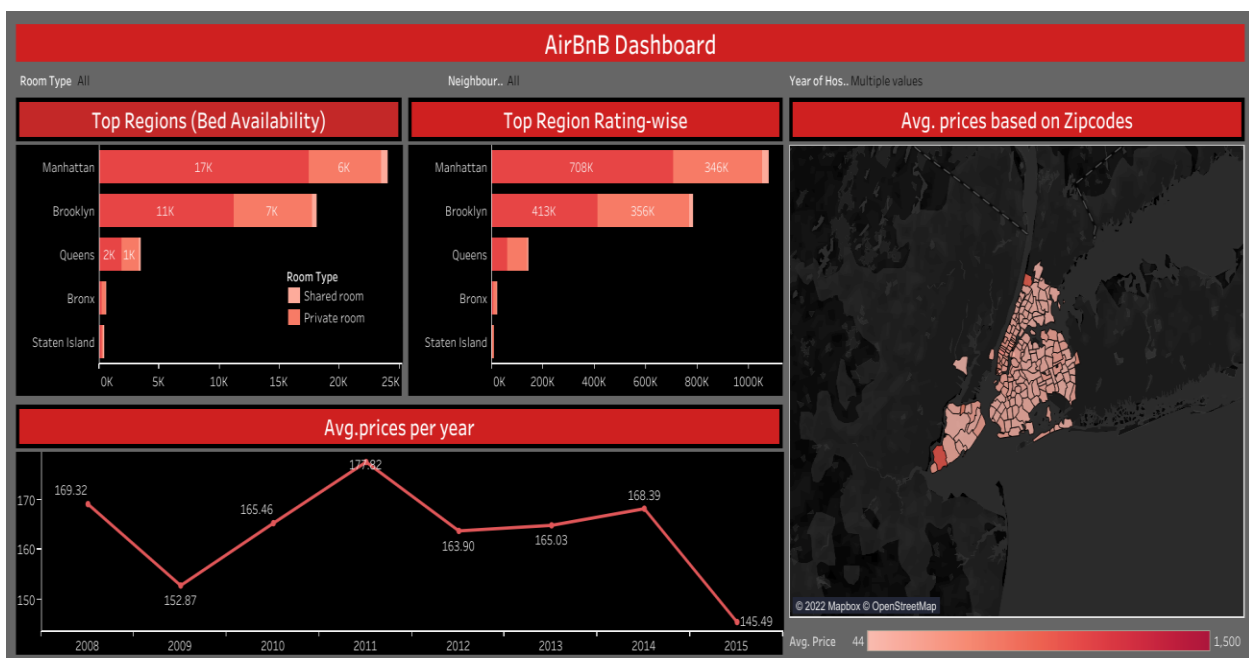 AirBnB Dashboard
Room Type All
Neighbour.. All
Year of Hos.. Multiple values
Top Regions (Bed Availability)
Manhattan 17K 6K
Brooklyn 11K 7K
Queens 2K 1K
Bronx
Staten Island
Room Type
Shared room
Private room
0K 5K 10K 15K 20K 25K
Top Region Rating-wise
Manhattan 708K 346K
Brooklyn 413K 356K
Queens
Bronx
Staten Island
0K 200K 400K 600K 800K 1000K
Avg. prices based on Zipcodes
© 2022 Mapbox © OpenStreetMap
Avg. Price 44 1,500
Avg.prices per year
170
160
150
169.32
152.87
165.46
177.82
163.90
165.03
168.39
145.49
2008 2009 2010 2011 2012 2013 2014 2015